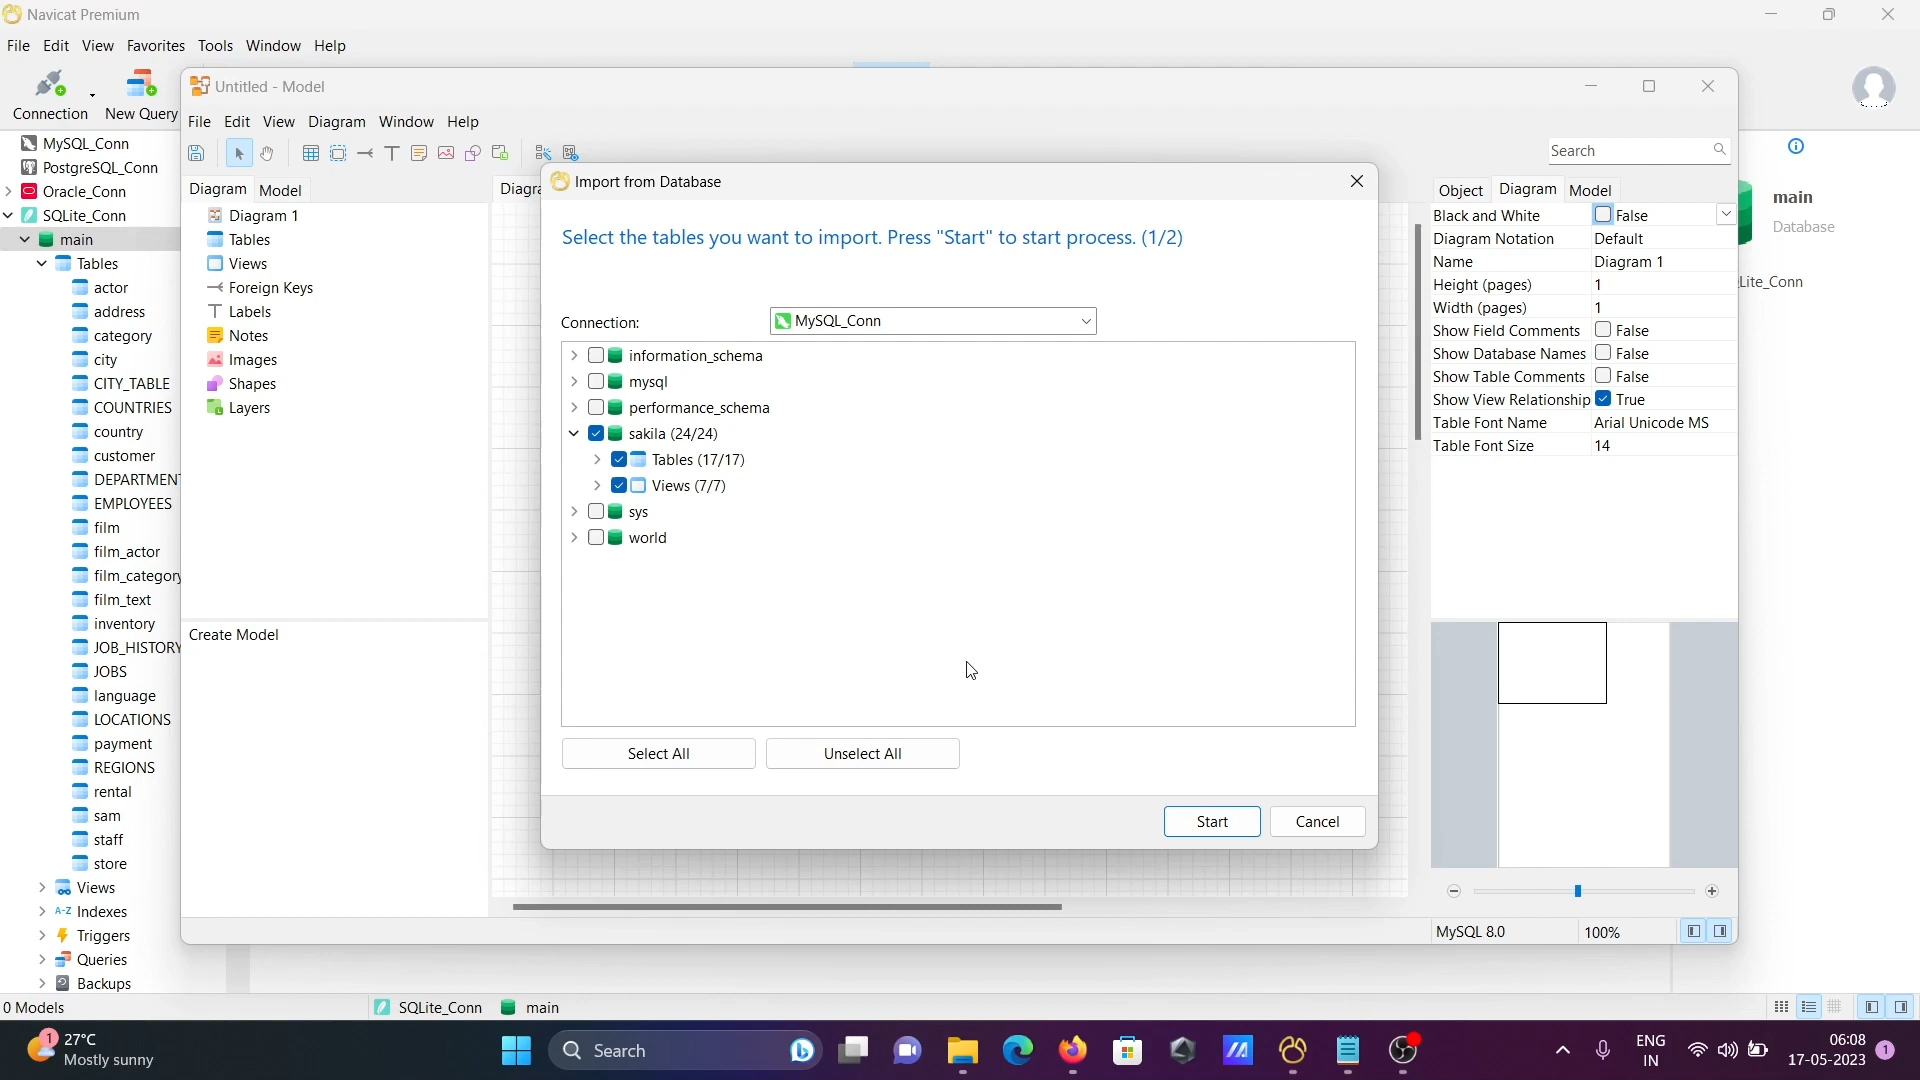 Navicat Premium
File Edit View Favorites Tools Window Help
Connection New Query
MySQL_Conn
PostgreSQL_Conn
Oracle_Conn
SQLite_Conn
main
Tables
actor
address
category
city
CITY_TABLE
COUNTRIES
country
customer
DEPARTMEN
EMPLOYEES
film
film_actor
film_category
film_text
inventory
JOB_HISTORY
JOBS
language
LOCATIONS
payment
REGIONS
rental
sam
staff
store
Views
A-Z Indexes
Triggers
Queries
Backups
Untitled - Model
File Edit View Diagram Window Help
Search
Diagram Model
Diagram 1
Tables
Views
Foreign Keys
Labels
Notes
Images
Shapes
Layers
Create Model
Diagra
Import from Database
Select the tables you want to import. Press "Start" to start process. (1/2)
Connection: MySQL_Conn
information_schema
mysql
performance_schema
sakila (24/24)
Tables (17/17)
Views (7/7)
sys
world
Select All Unselect All
Start Cancel
Object Diagram Model
Black and White False
Diagram Notation Default
Name Diagram 1
Height (pages) 1
Width (pages) 1
Show Field Comments False
Show Database Names False
Show Table Comments False
Show View Relationship True
Table Font Name Arial Unicode MS
Table Font Size 14
MySQL 8.0 100%
main
Database
Lite_Conn
0 Models SQLite_Conn main
1 27°C
Mostly sunny
Search
ENG
IN
06:08
17-05-2023
1